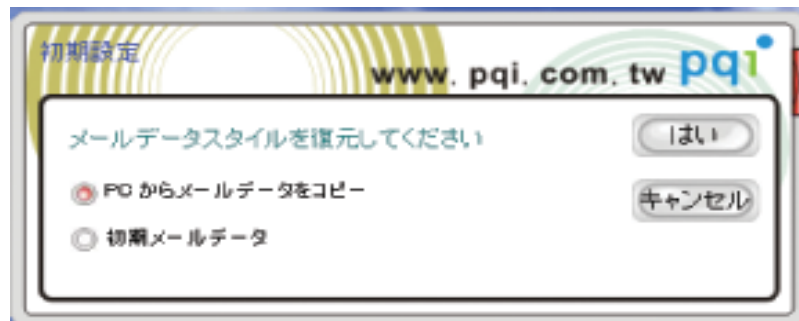 初期設定
www. pqi. com. tw pqi
メールデータスタイルを復元してください
はい
PC からメールデータをコピー
キャンセル
初期メールデータ